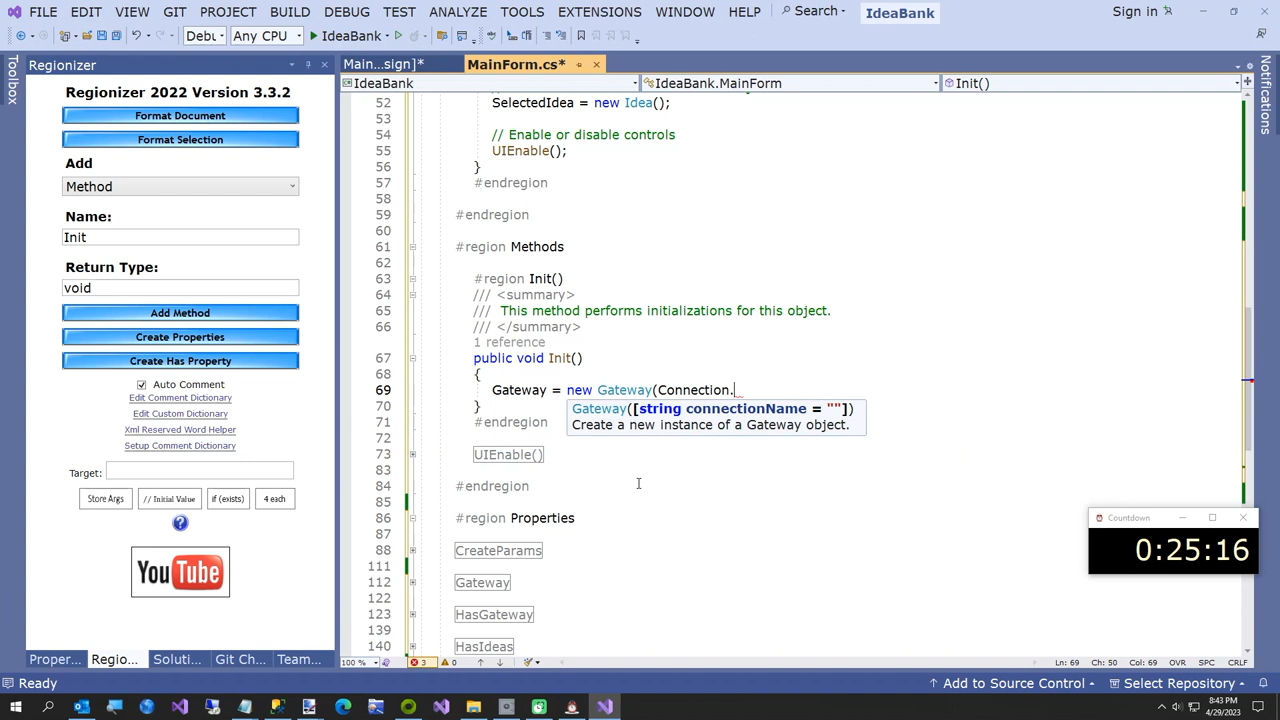 FILE EDIT VIEW GIT PROJECT BUILD DEBUG TEST ANALYZE TOOLS EXTENSIONS WINDOW HELP Search IdeaBank Sign in
Debu Any CPU IdeaBank
Toolbox
Regionizer
Regionizer 2022 Version 3.3.2
Format Document
Format Selection
Add
Method
Name:
Init
Return Type:
void
Add Method
Create Properties
Create Has Property
Auto Comment
Edit Comment Dictionary
Edit Custom Dictionary
Xml Reserved Word Helper
Setup Comment Dictionary
Target:
Store Args // Initial Value if (exists) 4 each
?
YouTube
Proper... Regio... Soluti... Git Ch... Team...
Main...sign]* MainForm.cs*
IdeaBank IdeaBank.MainForm Init()
52 SelectedIdea = new Idea();
53
54 // Enable or disable controls
55 UIEnable();
56 }
57 #endregion
58
59 #endregion
60
61 #region Methods
62
63 #region Init()
64 /// <summary>
65 /// This method performs initializations for this object.
66 /// </summary>
1 reference
67 public void Init()
68 {
69 Gateway = new Gateway(Connection.
Gateway([string connectionName = ""])
Create a new instance of a Gateway object.
70 }
71 #endregion
72
73 UIEnable()
83
84 #endregion
85
86 #region Properties
87
88 CreateParams
111
112 Gateway
122
123 HasGateway
139
140 HasIdeas
100 % 3 0 Ln: 69 Ch: 50 Col: 69 OVR SPC CRLF
Notifications
Countdown
0:25:16
Ready Add to Source Control Select Repository
8:43 PM
4/29/2023